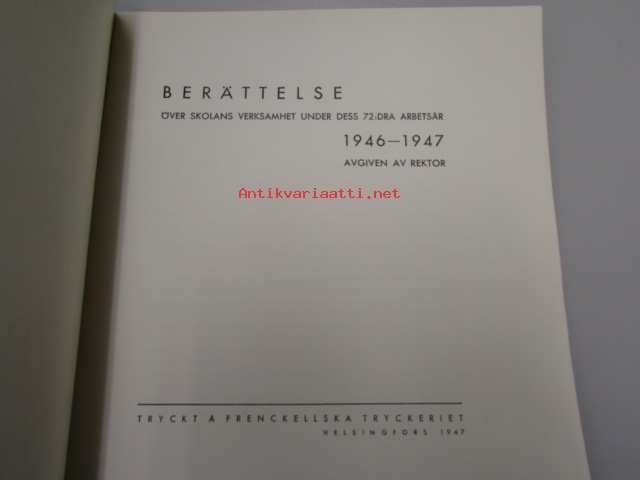 BERÄTTELSE
ÖVER SKOLANS VERKSAMHET UNDER DESS 72:DRA ARBETSÅR
1946—1947
AVGIVEN AV REKTOR
Antikvariaatti.net
TRYCKT Å FRENCKELLSKA TRYCKERIET
HELSINGFORS 1947